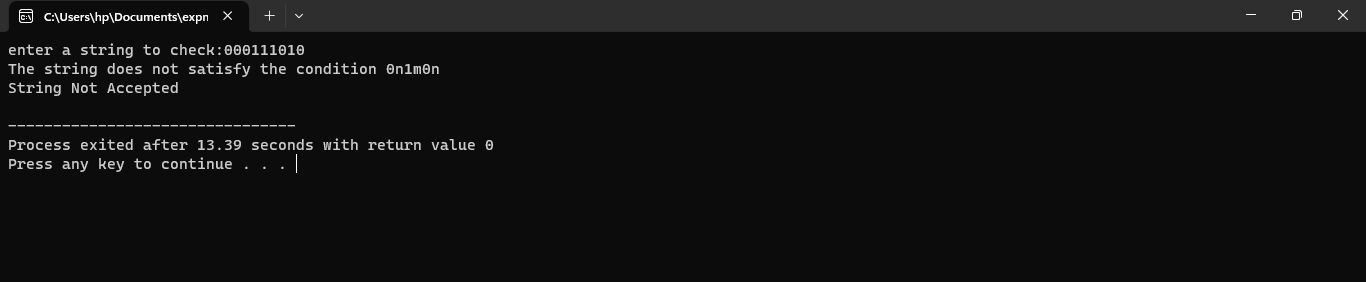 C:\Users\hp\Documents\expn
enter a string to check:000111010
The string does not satisfy the condition 0n1m0n
String Not Accepted
--------------------------------
Process exited after 13.39 seconds with return value 0
Press any key to continue . . .